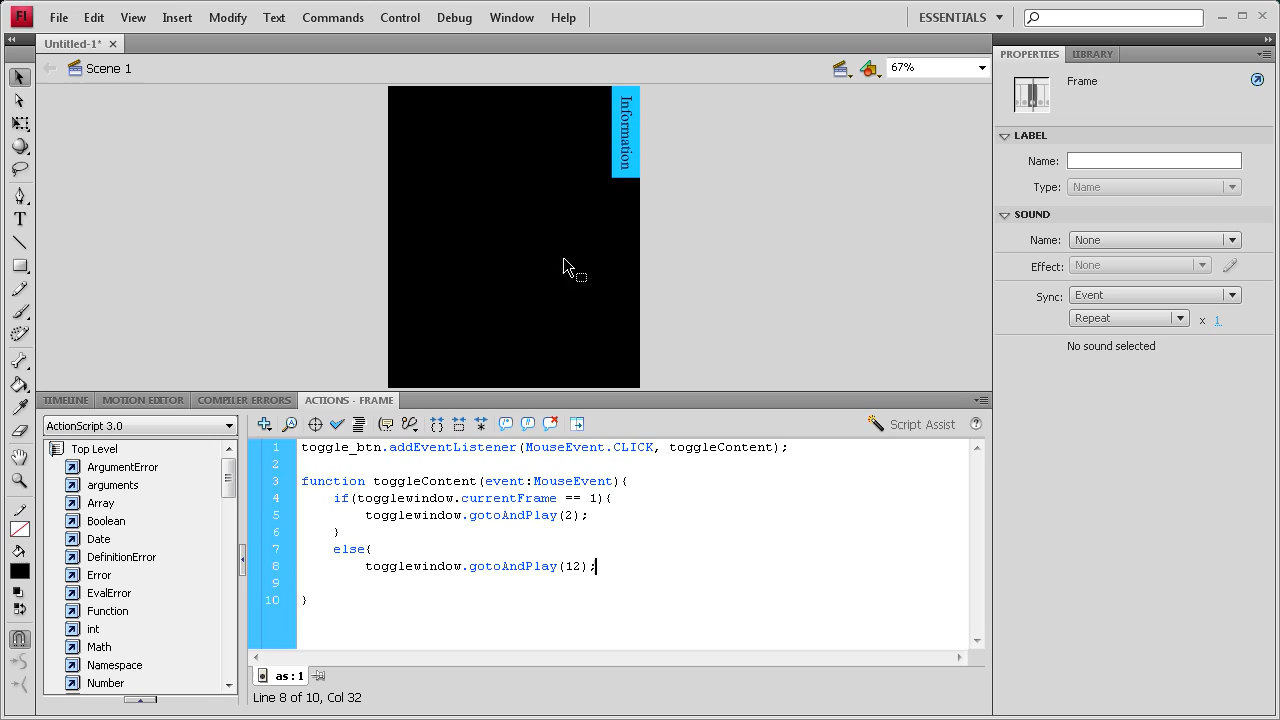 Fl File Edit View Insert Modify Text Commands Control Debug Window Help ESSENTIALS
Untitled-1* ×
Scene 1 67%
Information
PROPERTIES LIBRARY
Frame
LABEL
Name:
Type: Name
SOUND
Name: None
Effect: None
Sync: Event
Repeat x 1
No sound selected
TIMELINE MOTION EDITOR COMPILER ERRORS ACTIONS - FRAME
ActionScript 3.0
Script Assist
Top Level
ArgumentError
arguments
Array
Boolean
Date
DefinitionError
Error
EvalError
Function
int
Math
Namespace
Number
1 toggle_btn.addEventListener(MouseEvent.CLICK, toggleContent);
2
3 function toggleContent(event:MouseEvent){
4 if(togglewindow.currentFrame == 1){
5 togglewindow.gotoAndPlay(2);
6 }
7 else{
8 togglewindow.gotoAndPlay(12);
9
10 }
as:1
Line 8 of 10, Col 32